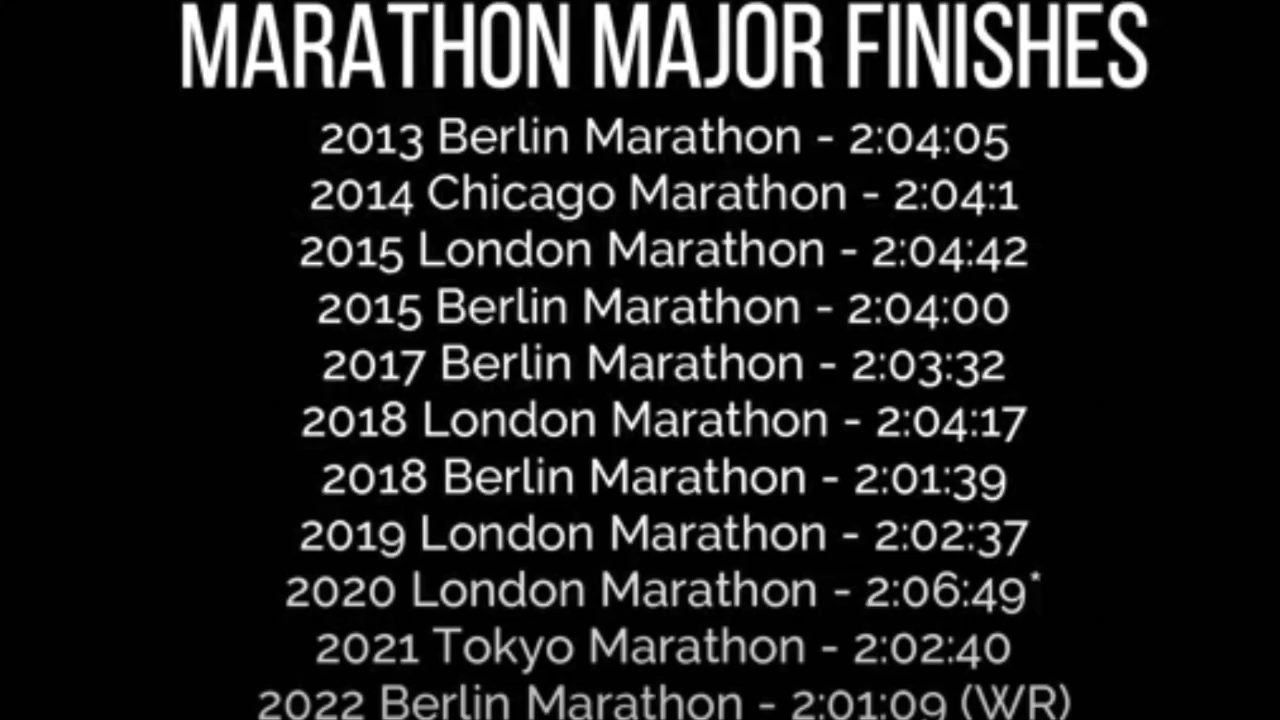 MARATHON MAJOR FINISHES
2013 Berlin Marathon - 2:04:05
2014 Chicago Marathon - 2:04:1
2015 London Marathon - 2:04:42
2015 Berlin Marathon - 2:04:00
2017 Berlin Marathon - 2:03:32
2018 London Marathon - 2:04:17
2018 Berlin Marathon - 2:01:39
2019 London Marathon - 2:02:37
2020 London Marathon - 2:06:49*
2021 Tokyo Marathon - 2:02:40
2022 Berlin Marathon - 2:01:09 (WR)